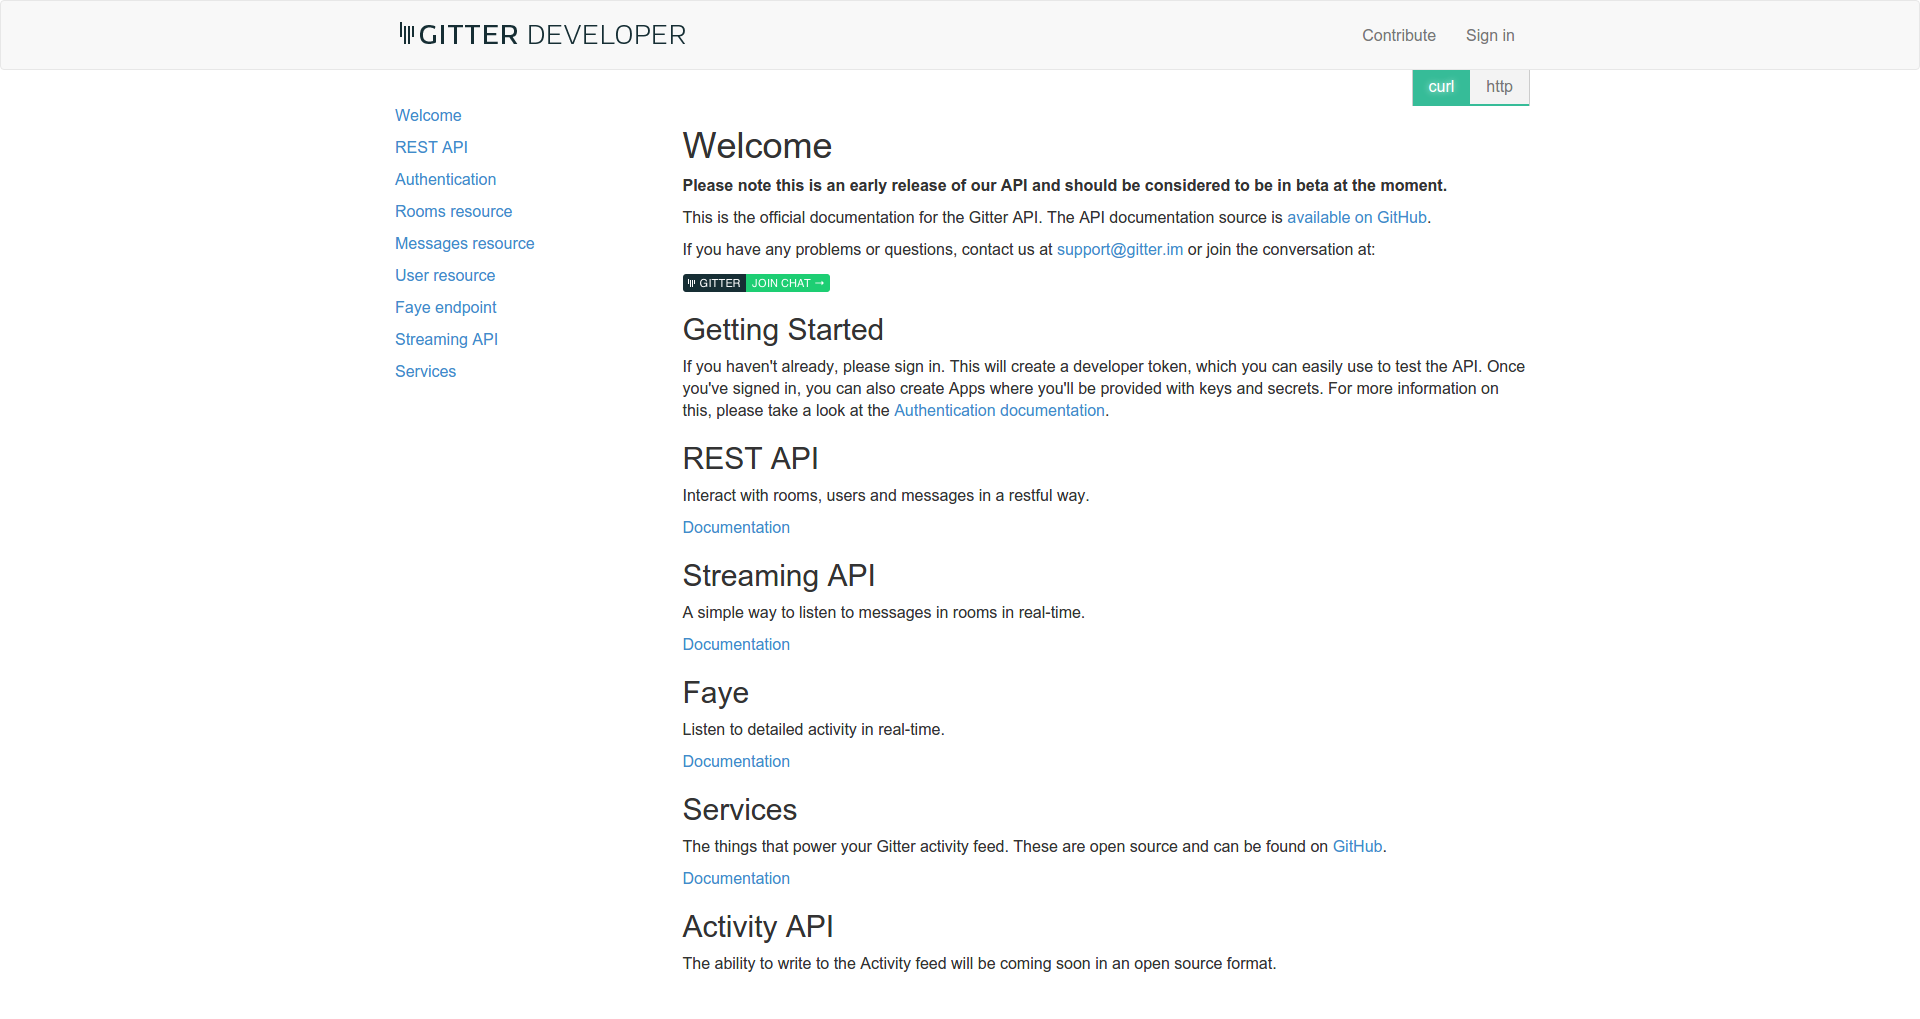 GITTER DEVELOPER
Contribute
Sign in
curl
http
Welcome
REST API
Authentication
Rooms resource
Messages resource
User resource
Faye endpoint
Streaming API
Services
Welcome
Please note this is an early release of our API and should be considered to be in beta at the moment.
This is the official documentation for the Gitter API. The API documentation source is available on GitHub.
If you have any problems or questions, contact us at support@gitter.im or join the conversation at:
GITTER JOIN CHAT →
Getting Started
If you haven't already, please sign in. This will create a developer token, which you can easily use to test the API. Once
you've signed in, you can also create Apps where you'll be provided with keys and secrets. For more information on
this, please take a look at the Authentication documentation.
REST API
Interact with rooms, users and messages in a restful way.
Documentation
Streaming API
A simple way to listen to messages in rooms in real-time.
Documentation
Faye
Listen to detailed activity in real-time.
Documentation
Services
The things that power your Gitter activity feed. These are open source and can be found on GitHub.
Documentation
Activity API
The ability to write to the Activity feed will be coming soon in an open source format.